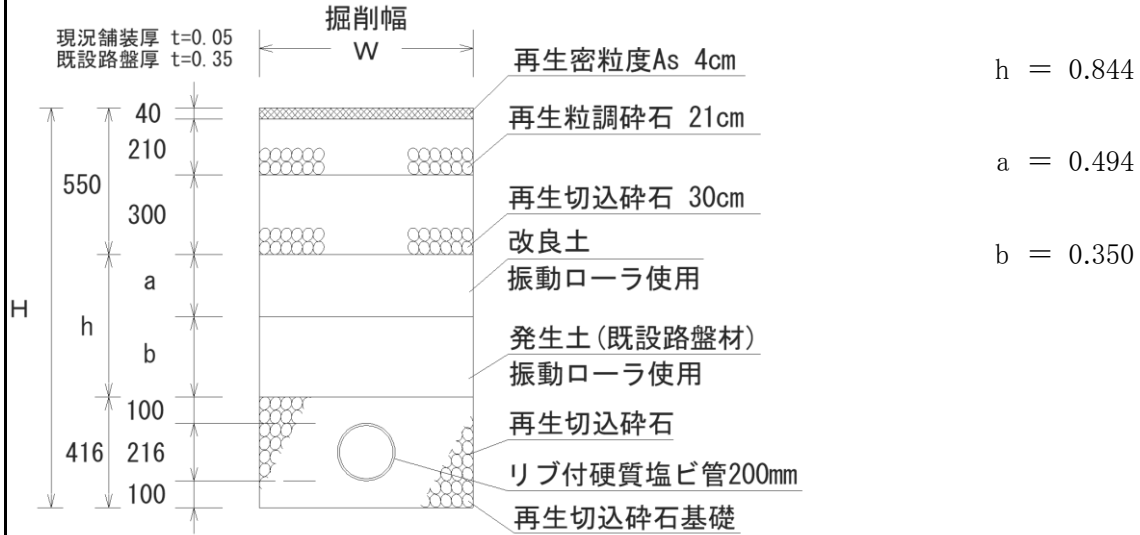 掘削幅
W
現況舗装厚 t=0.05
既設路盤厚 t=0.35
再生密粒度As 4cm
h = 0.844
40
再生粒調砕石 21cm
210
a = 0.494
550
再生切込砕石 30cm
300
改良土
振動ローラ使用
b = 0.350
a
H
h
発生土(既設路盤材)
振動ローラ使用
b
100
再生切込砕石
416
216
リブ付硬質塩ビ管200mm
100
再生切込砕石基礎